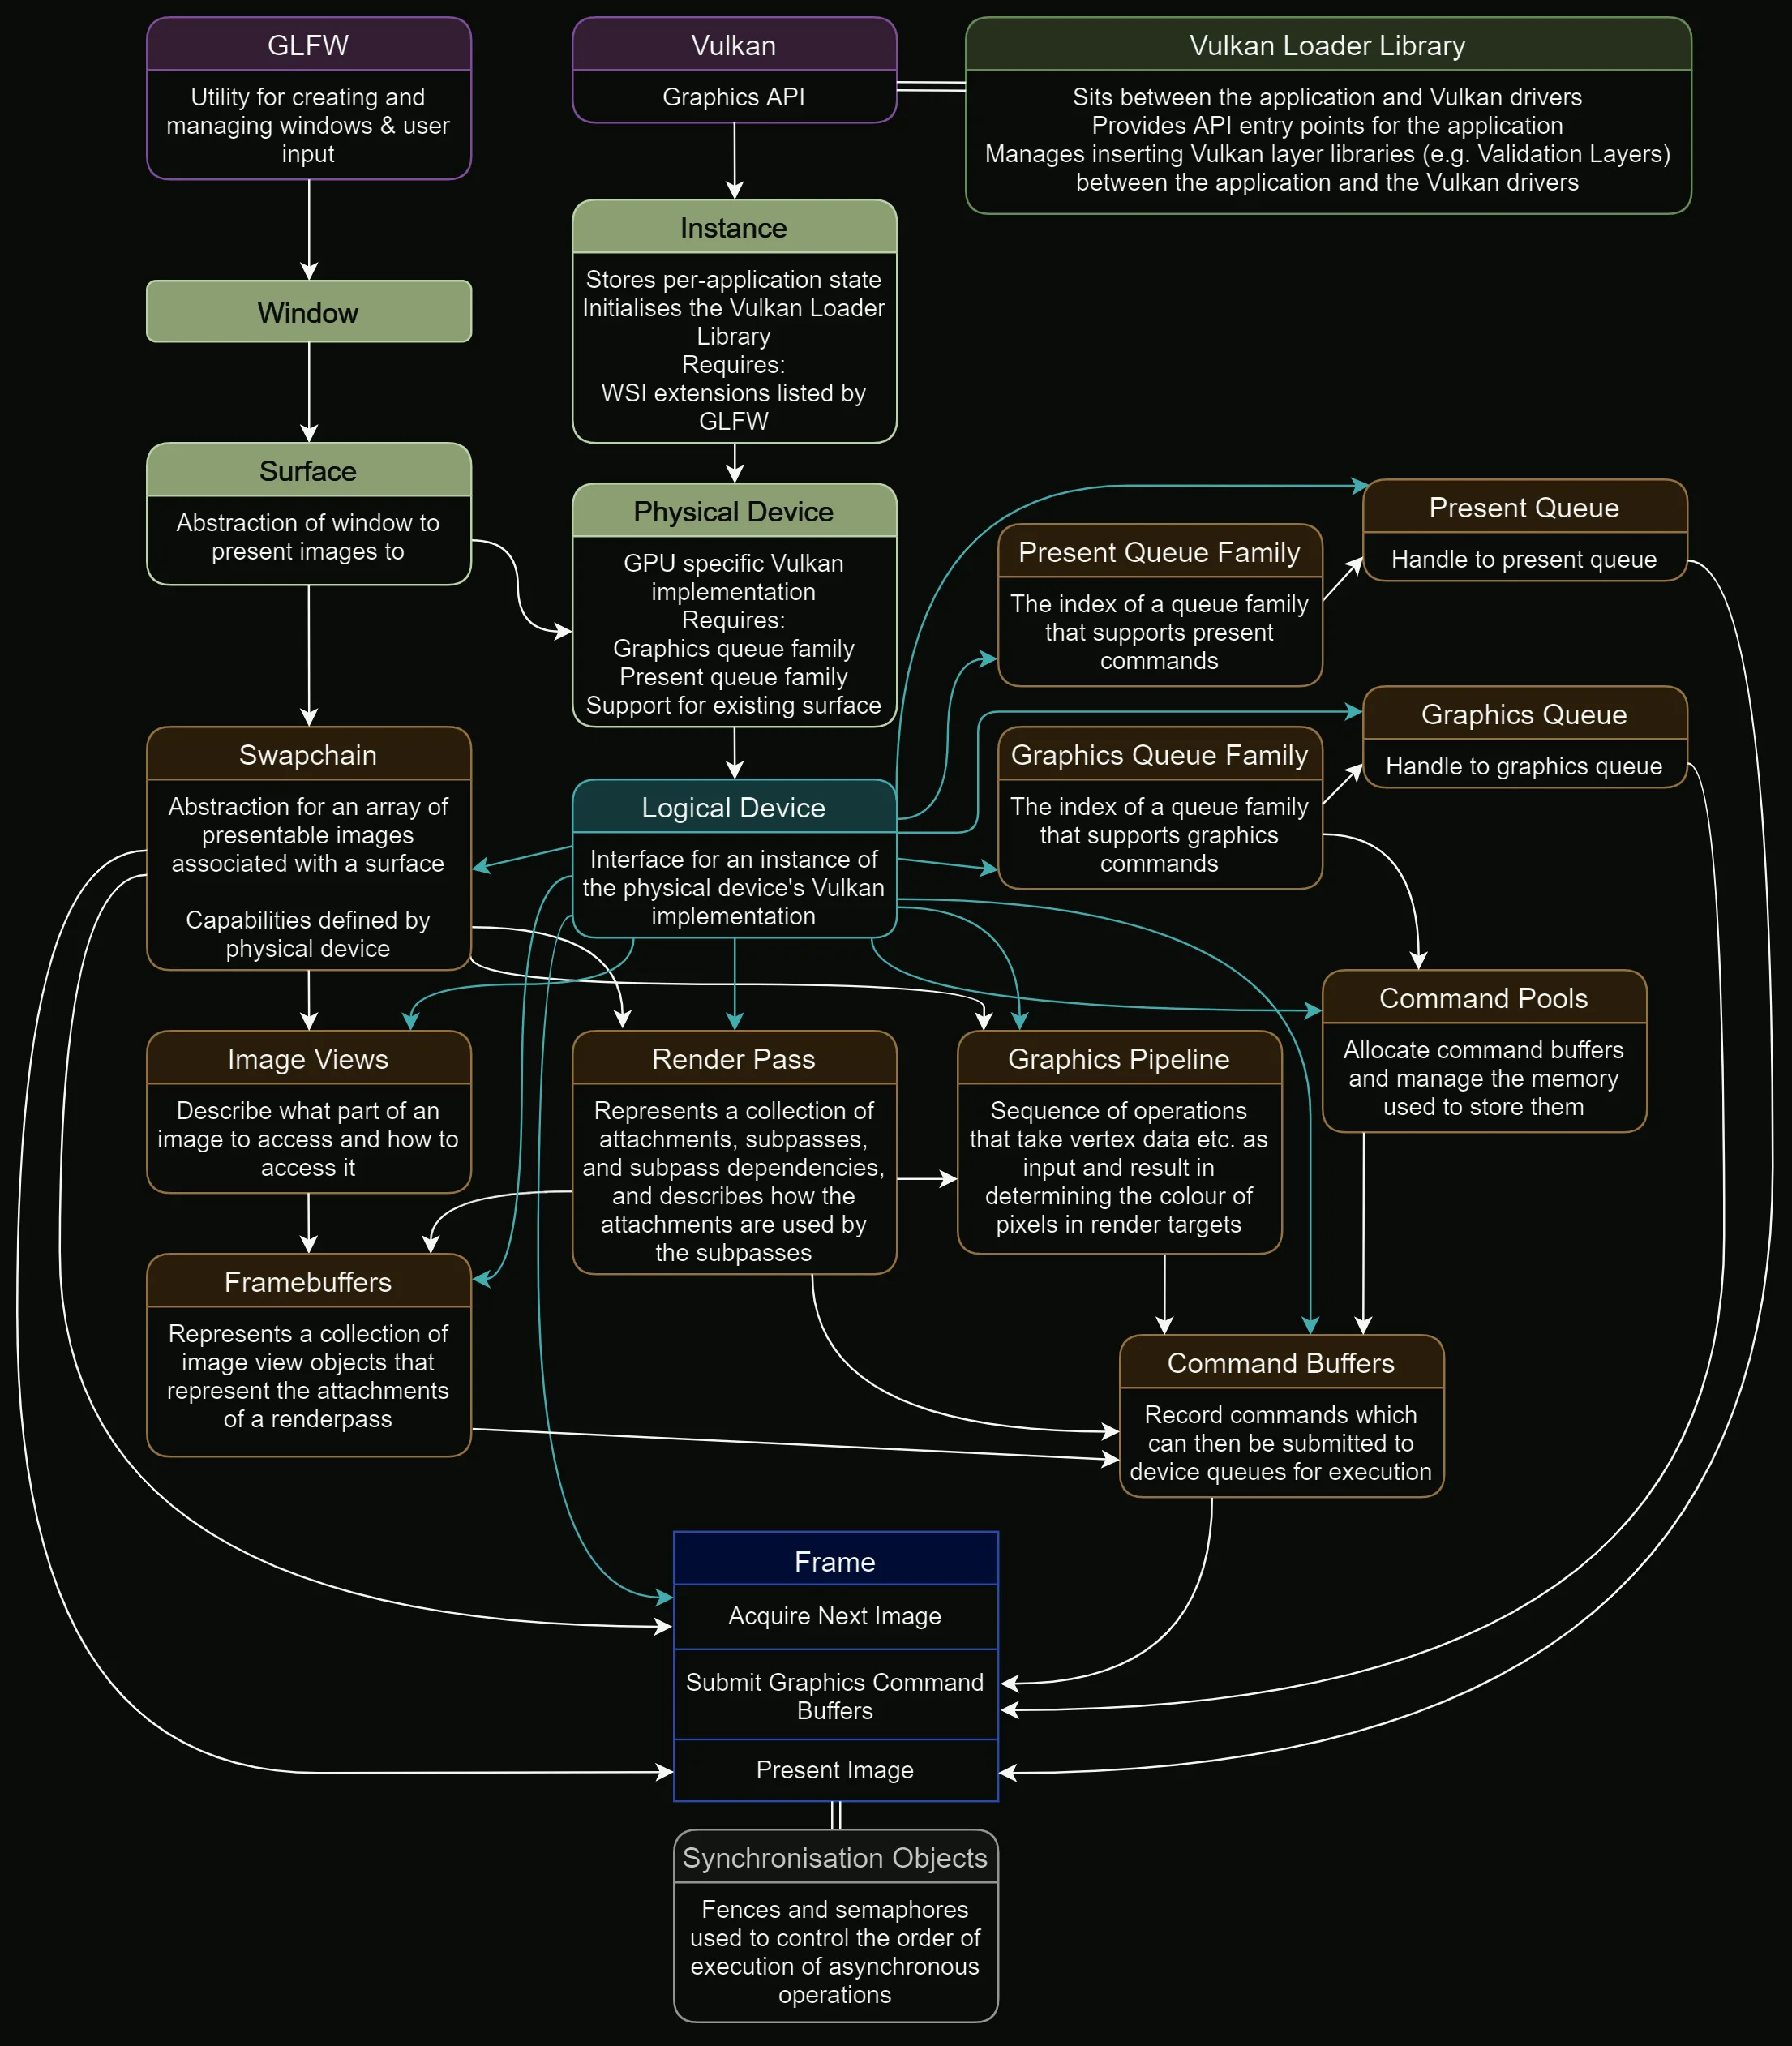 GLFW
Utility for creating and
managing windows & user
input
Vulkan
Graphics API
Vulkan Loader Library
Sits between the application and Vulkan drivers
Provides API entry points for the application
Manages inserting Vulkan layer libraries (e.g. Validation Layers)
between the application and the Vulkan drivers
Instance
Stores per-application state
Initialises the Vulkan Loader
Library
Requires:
WSI extensions listed by
GLFW
Window
Surface
Abstraction of window to
present images to
Physical Device
GPU specific Vulkan
implementation
Requires:
Graphics queue family
Present queue family
Support for existing surface
Present Queue Family
The index of a queue family
that supports present
commands
Present Queue
Handle to present queue
Graphics Queue Family
The index of a queue family
that supports graphics
commands
Graphics Queue
Handle to graphics queue
Swapchain
Abstraction for an array of
presentable images
associated with a surface
Capabilities defined by
physical device
Logical Device
Interface for an instance of
the physical device's Vulkan
implementation
Command Pools
Allocate command buffers
and manage the memory
used to store them
Image Views
Describe what part of an
image to access and how to
access it
Render Pass
Represents a collection of
attachments, subpasses,
and subpass dependencies,
and describes how the
attachments are used by
the subpasses
Graphics Pipeline
Sequence of operations
that take vertex data etc. as
input and result in
determining the colour of
pixels in render targets
Framebuffers
Represents a collection of
image view objects that
represent the attachments
of a renderpass
Command Buffers
Record commands which
can then be submitted to
device queues for execution
Frame
Acquire Next Image
Submit Graphics Command
Buffers
Present Image
Synchronisation Objects
Fences and semaphores
used to control the order of
execution of asynchronous
operations